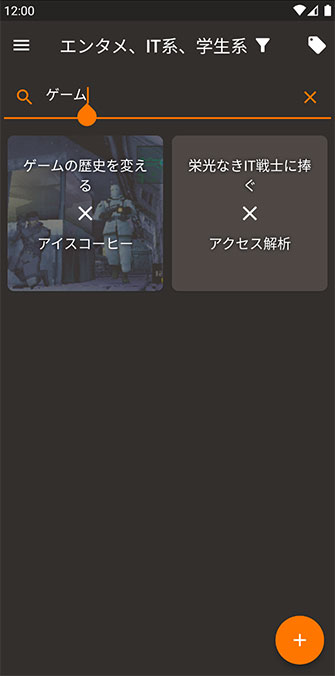 12:00
エンタメ、IT系、学生系
ゲーム
ゲームの歴史を変え
る
アイスコーヒー
栄光なきIT戦士に捧
ぐ
アクセス解析